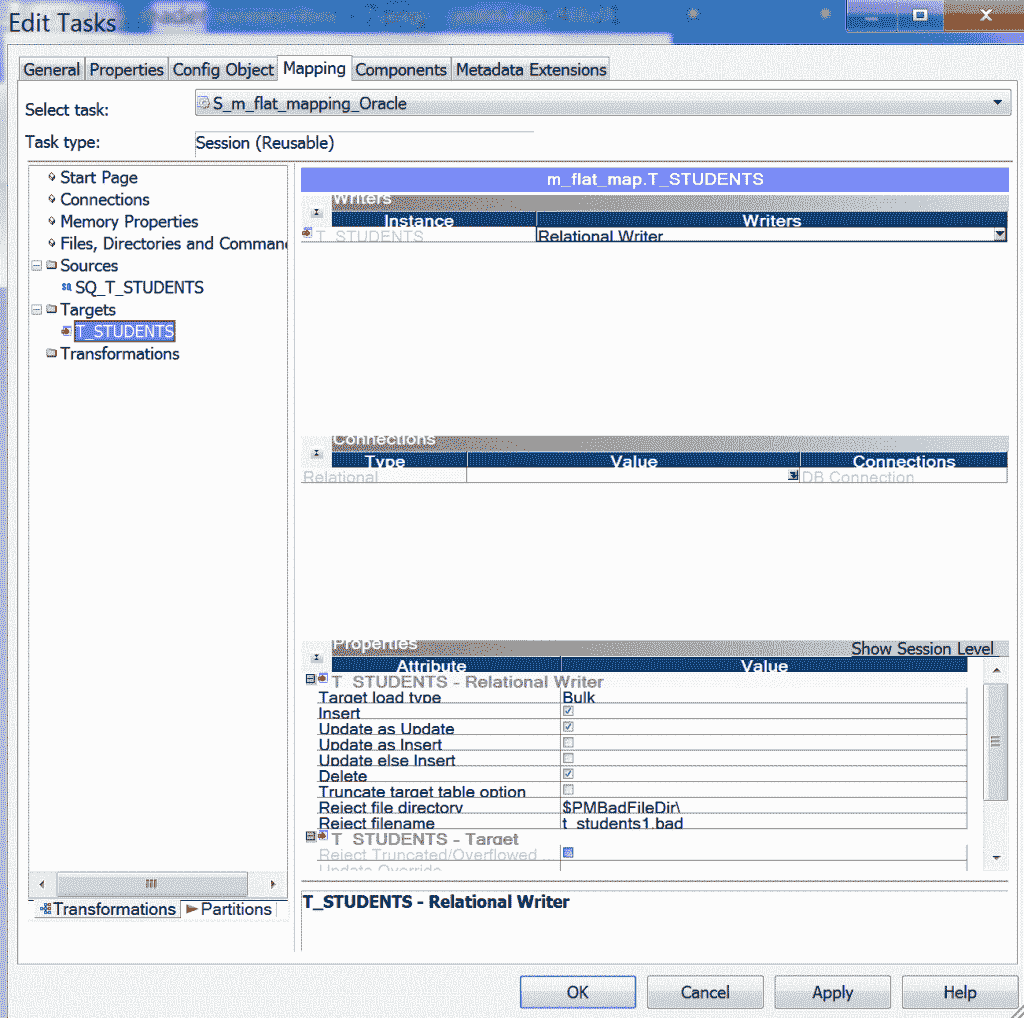 Edit Tasks
General Properties Config Object Mapping Components Metadata Extensions
Select task: S_m_flat_mapping_Oracle
Task type: Session (Reusable)
Start Page
Connections
Memory Properties
Files, Directories and Comman
Sources
SQ_T_STUDENTS
Targets
T_STUDENTS
Transformations
Transformations Partitions
m_flat_map.T_STUDENTS
Writers
Instance Writers
T_STUDENTS Relational Writer
Connections
Type Value Connections
Relational DB Connection
Properties Show Session Level
Attribute Value
T_STUDENTS - Relational Writer
Target load type Bulk
Insert
Update as Update
Update as Insert
Update else Insert
Delete
Truncate target table option
Reject file directory $PMBadFileDir\
Reject filename t_students1.bad
T_STUDENTS - Target
Reject Truncated/Overflowed ...
Update Override
T_STUDENTS - Relational Writer
OK Cancel Apply Help